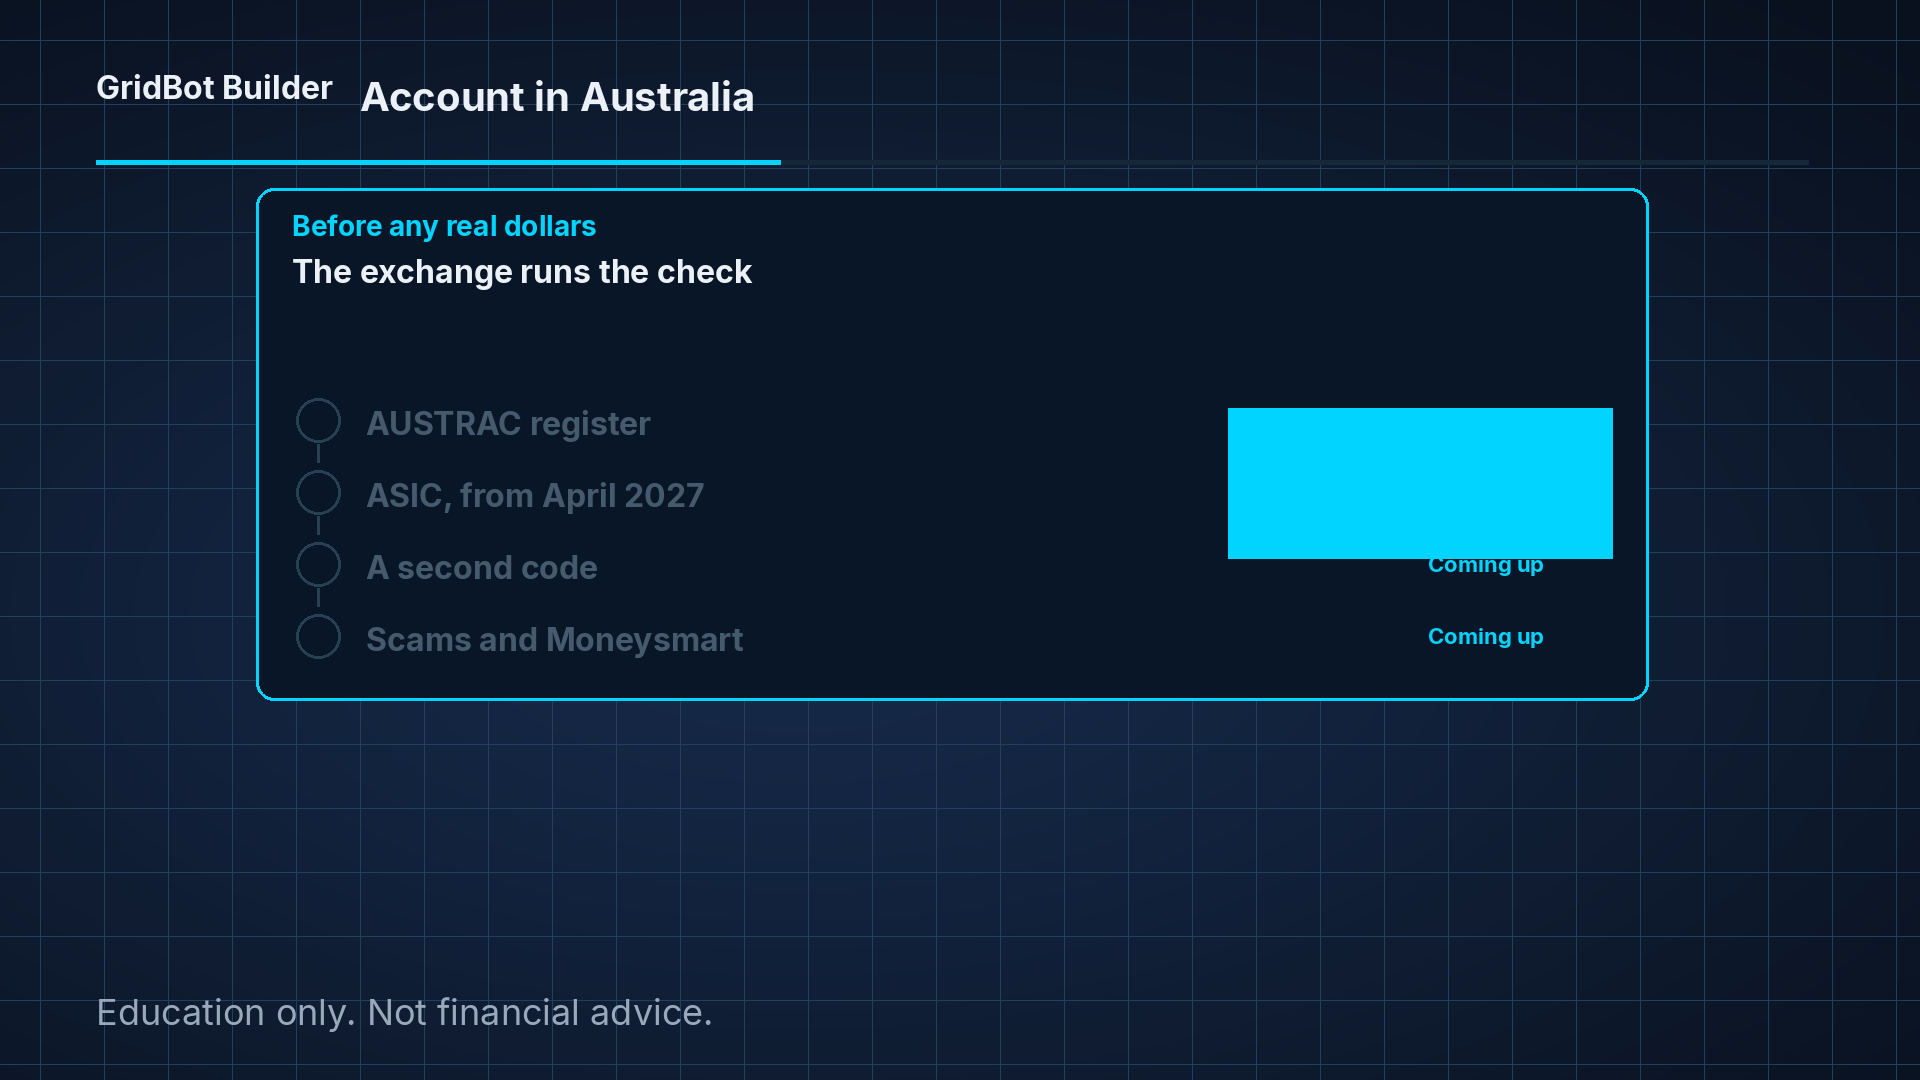 GridBot Builder
Account in Australia
Before any real dollars
The exchange runs the check
AUSTRAC register
ASIC, from April 2027
A second code
Coming up
Scams and Moneysmart
Coming up
Education only. Not financial advice.